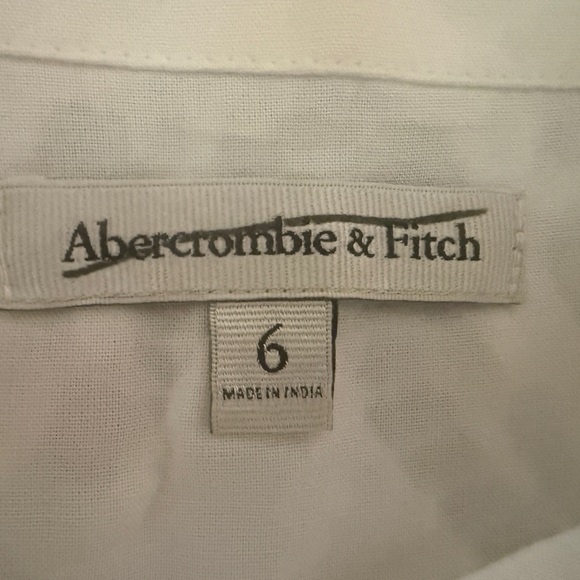 Abercrombie & Fitch
6
MADE IN INDIA